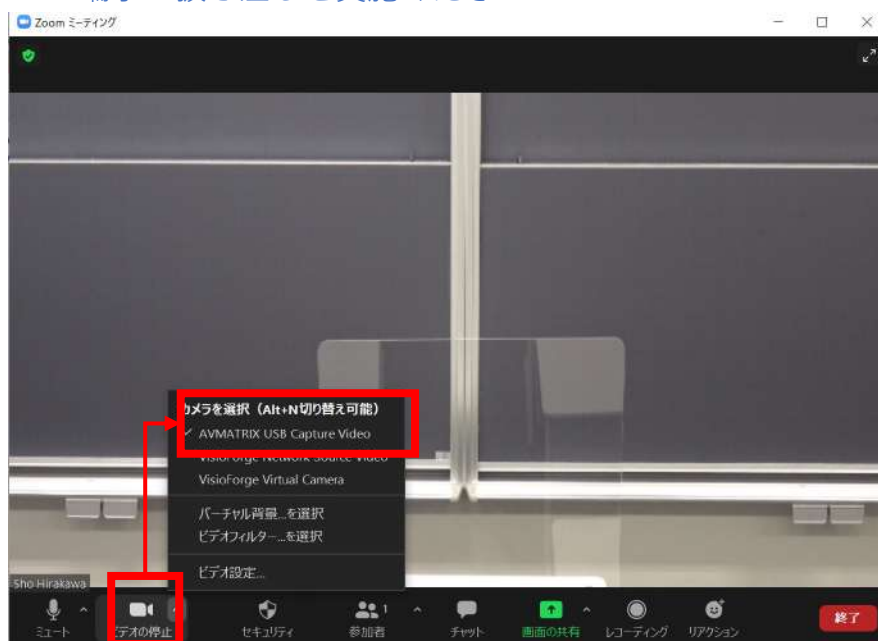 Zoom ミーティング
カメラを選択（Alt+N切り替え可能）
✓ AVMATRIX USB Capture Video
VisioForge Network Source Video
VisioForge Virtual Camera
バーチャル背景...を選択
ビデオフィルター...を選択
ビデオ設定...
Sho Hirakawa
ミュート ビデオの停止 セキュリティ 参加者 1 チャット 画面の共有 レコーディング リアクション 終了